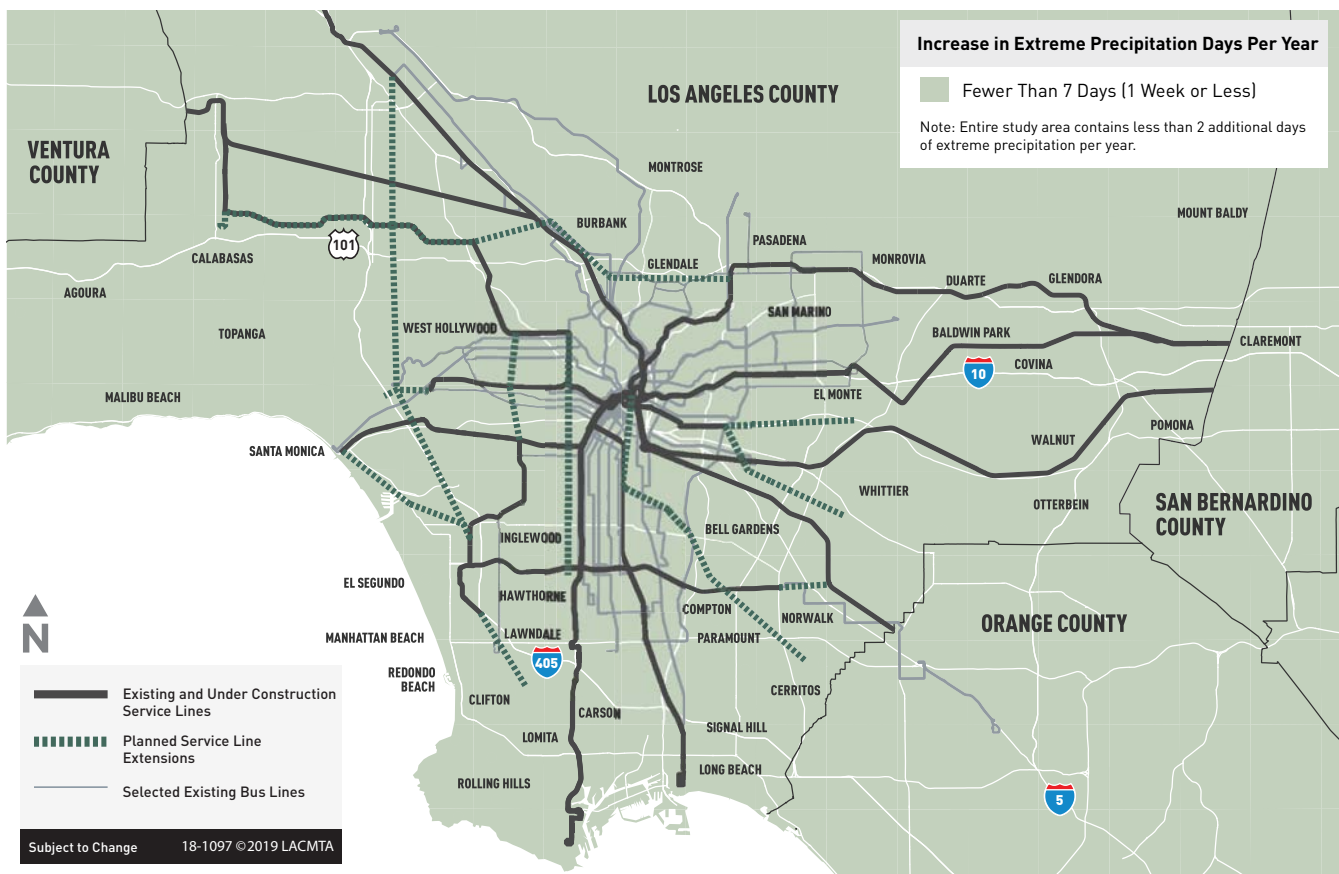 Increase in Extreme Precipitation Days Per Year
Fewer Than 7 Days (1 Week or Less)
Note: Entire study area contains less than 2 additional days
of extreme precipitation per year.
LOS ANGELES COUNTY
VENTURA
COUNTY
MONTROSE
MOUNT BALDY
BURBANK
101
PASADENA
CALABASAS
GLENDALE
MONROVIA
DUARTE
GLENDORA
AGOURA
SAN MARINO
TOPANGA
WEST HOLLYWOOD
BALDWIN PARK
CLAREMONT
10
COVINA
MALIBU BEACH
EL MONTE
POMONA
WALNUT
SANTA MONICA
WHITTIER
OTTERBEIN
SAN BERNARDINO
COUNTY
BELL GARDENS
INGLEWOOD
EL SEGUNDO
HAWTHORNE
COMPTON
NORWALK
ORANGE COUNTY
N
MANHATTAN BEACH
LAWNDALE
PARAMOUNT
405
REDONDO
BEACH
CERRITOS
CLIFTON
CARSON
SIGNAL HILL
LOMITA
LONG BEACH
ROLLING HILLS
5
Existing and Under Construction
Service Lines
Planned Service Line
Extensions
Selected Existing Bus Lines
Subject to Change 18-1097 ©2019 LACMTA